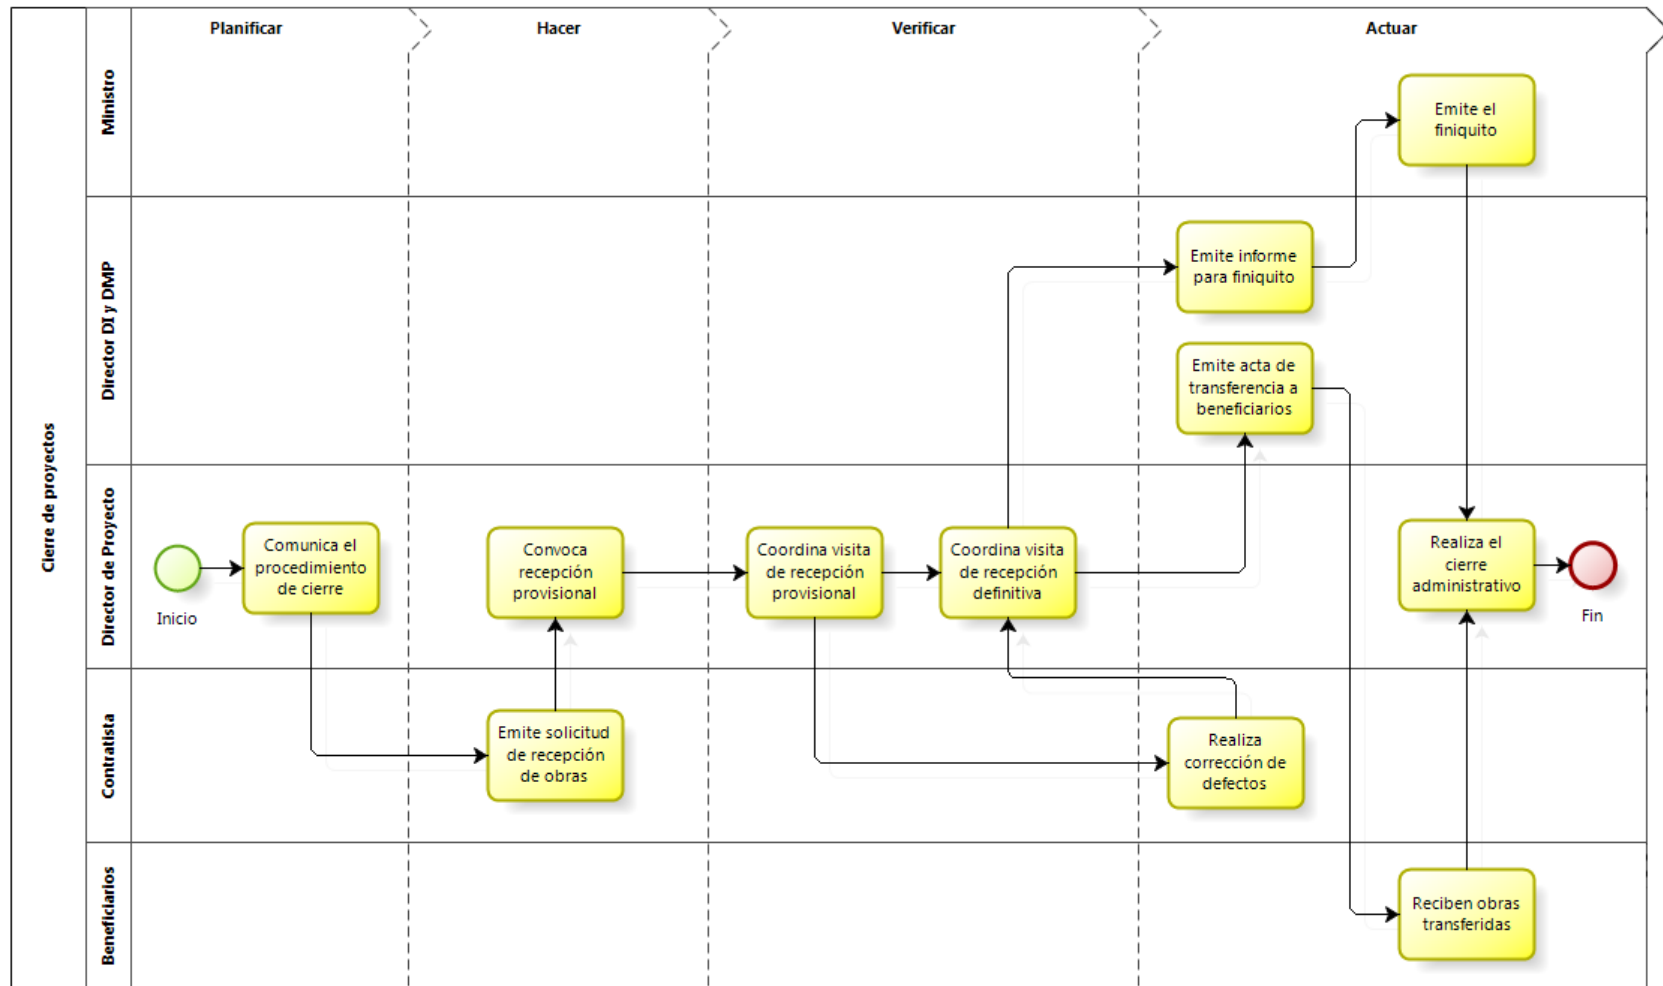 Planificar
Hacer
Verificar
Actuar
Cierre de proyectos
Ministro
Emite el
finiquito
Director DI y DMP
Emite informe
para finiquito
Emite acta de
transferencia a
beneficiarios
Director de Proyecto
Inicio
Comunica el
procedimiento
de cierre
Convoca
recepción
provisional
Coordina visita
de recepción
provisional
Coordina visita
de recepción
definitiva
Realiza el
cierre
administrativo
Fin
Contratista
Emite solicitud
de recepción
de obras
Realiza
corrección de
defectos
Beneficiarios
Reciben obras
transferidas